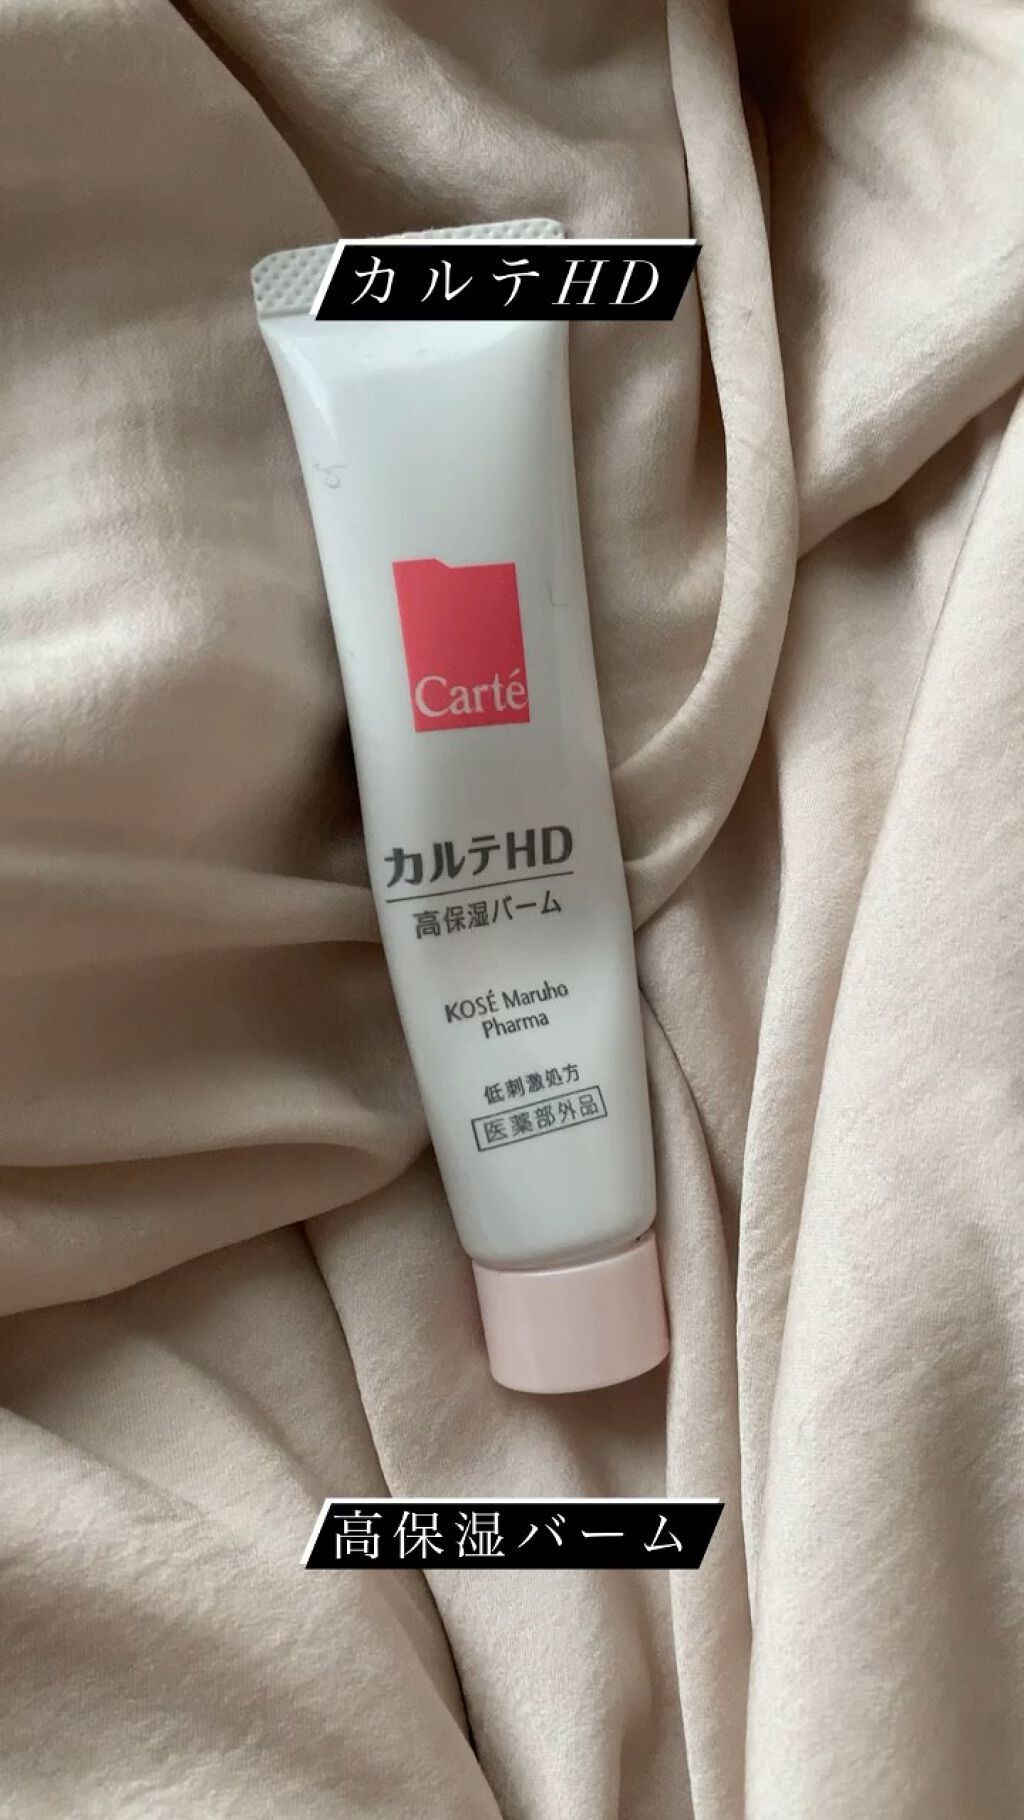 カルテHD
Carté
カルテHD
高保湿バーム
KOSÉ Maruho
Pharma
低刺激処方
医薬部外品
高保湿バーム